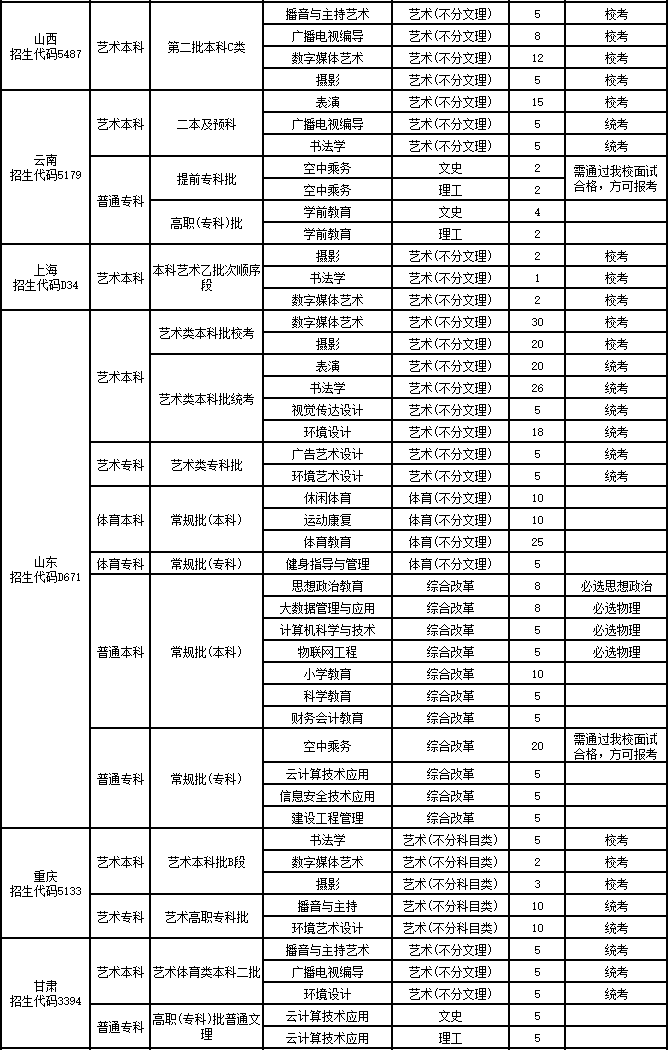 山西
招生代码5487
艺术本科
第二批本科C类
播音与主持艺术 艺术(不分文理) 5 校考
广播电视编导 艺术(不分文理) 8 校考
数字媒体艺术 艺术(不分文理) 12 校考
摄影 艺术(不分文理) 5 校考
云南
招生代码5179
艺术本科
二本及预科
表演 艺术(不分文理) 15 校考
广播电视编导 艺术(不分文理) 5 统考
书法学 艺术(不分文理) 5 统考
普通专科
提前专科批
空中乘务 文史 2
空中乘务 理工 2
需通过我校面试
合格，方可报考
高职(专科)批
学前教育 文史 4
学前教育 理工 2
上海
招生代码D34
艺术本科
本科艺术乙批次顺序
段
摄影 艺术(不分文理) 2 校考
书法学 艺术(不分文理) 1 校考
数字媒体艺术 艺术(不分文理) 2 校考
山东
招生代码D671
艺术本科
艺术类本科批校考
数字媒体艺术 艺术(不分文理) 30 校考
摄影 艺术(不分文理) 20 校考
艺术类本科批统考
表演 艺术(不分文理) 20 统考
书法学 艺术(不分文理) 26 统考
视觉传达设计 艺术(不分文理) 5 统考
环境设计 艺术(不分文理) 18 统考
艺术专科
艺术类专科批
广告艺术设计 艺术(不分文理) 5 统考
环境艺术设计 艺术(不分文理) 5 统考
体育本科
常规批(本科)
休闲体育 体育(不分文理) 10
运动康复 体育(不分文理) 10
体育教育 体育(不分文理) 25
体育专科 常规批(专科) 健身指导与管理 体育(不分文理) 5
普通本科
常规批(本科)
思想政治教育 综合改革 8 必选思想政治
大数据管理与应用 综合改革 8 必选物理
计算机科学与技术 综合改革 5 必选物理
物联网工程 综合改革 5 必选物理
小学教育 综合改革 10
科学教育 综合改革 5
财务会计教育 综合改革 5
普通专科
常规批(专科)
空中乘务 综合改革 20
需通过我校面试
合格，方可报考
云计算技术应用 综合改革 5
信息安全技术应用 综合改革 5
建设工程管理 综合改革 5
重庆
招生代码5133
艺术本科
艺术本科批B段
书法学 艺术(不分科目类) 5 校考
数字媒体艺术 艺术(不分科目类) 2 校考
摄影 艺术(不分科目类) 3 校考
艺术专科
艺术高职专科批
播音与主持 艺术(不分科目类) 10 统考
环境艺术设计 艺术(不分科目类) 10 统考
甘肃
招生代码3394
艺术本科
艺术体育类本科二批
播音与主持艺术 艺术(不分文理) 5 统考
广播电视编导 艺术(不分文理) 5 统考
环境设计 艺术(不分文理) 5 统考
普通专科
高职(专科)批普通文
理
云计算技术应用 文史 5
云计算技术应用 理工 5